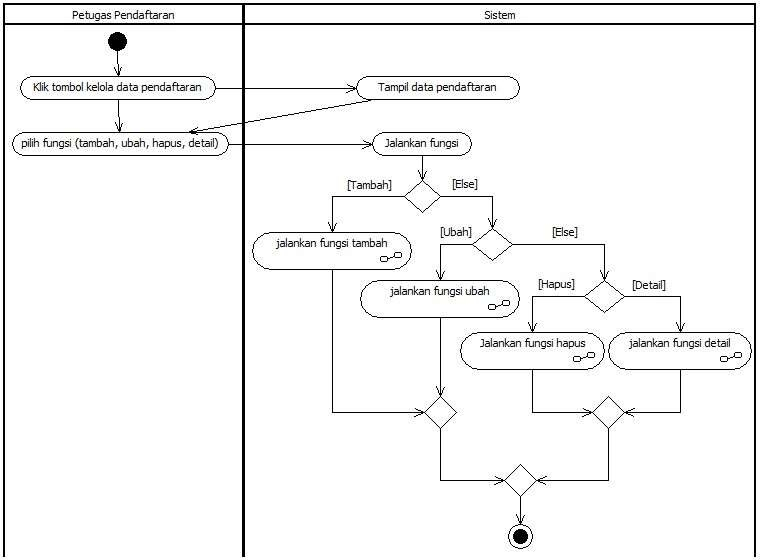 Petugas Pendaftaran
Sistem
Klik tombol kelola data pendaftaran
Tampil data pendaftaran
pilih fungsi (tambah, ubah, hapus, detail)
Jalankan fungsi
[Tambah]
[Else]
jalankan fungsi tambah
[Ubah]
[Else]
jalankan fungsi ubah
[Hapus]
[Detail]
Jalankan fungsi hapus
jalankan fungsi detail